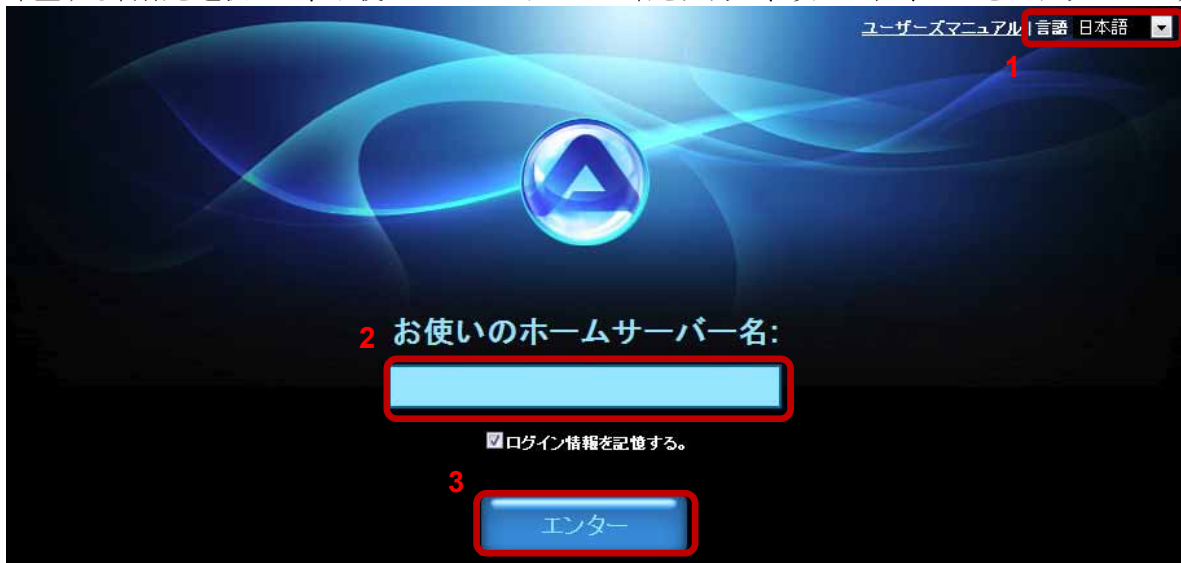 ユーザーズマニュアル | 言語 日本語
1
2 お使いのホームサーバー名:
ログイン情報を記憶する。
3
エンター